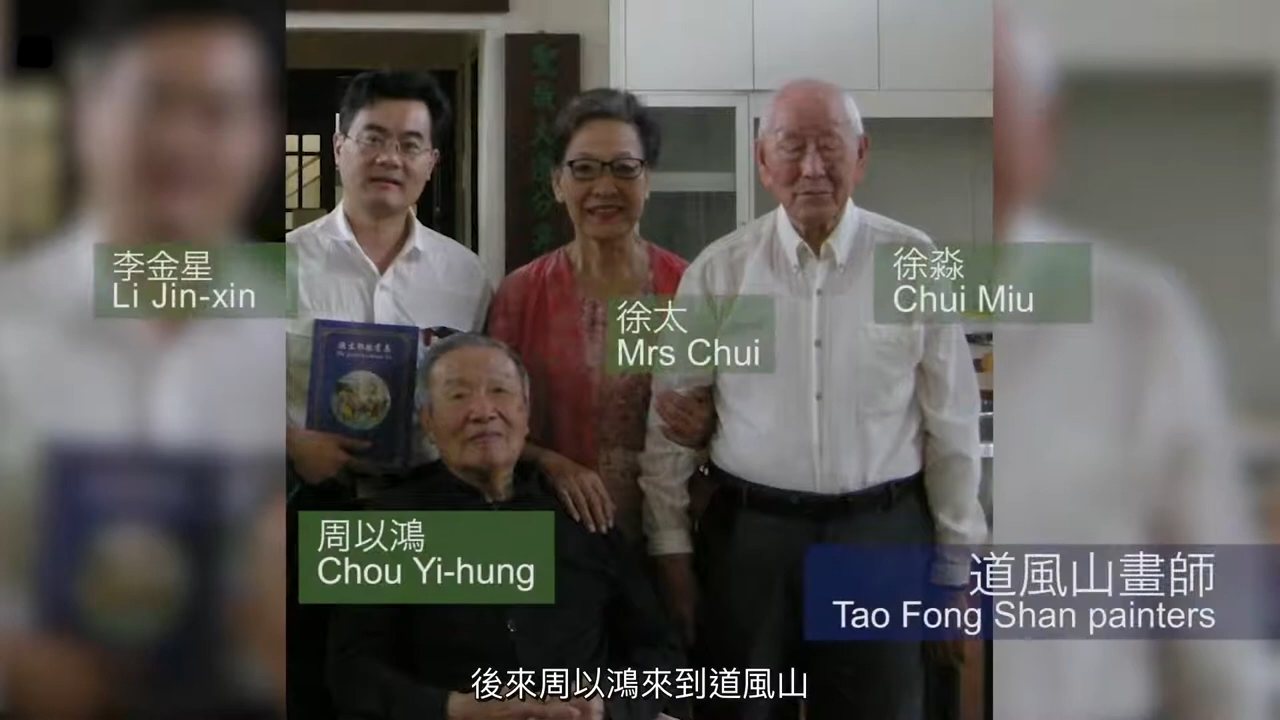 李金星
Li Jin-xin
徐太
Mrs Chui
徐淼
Chui Miu
周以鴻
Chou Yi-hung
道風山畫師
Tao Fong Shan painters
後來周以鴻來到道風山